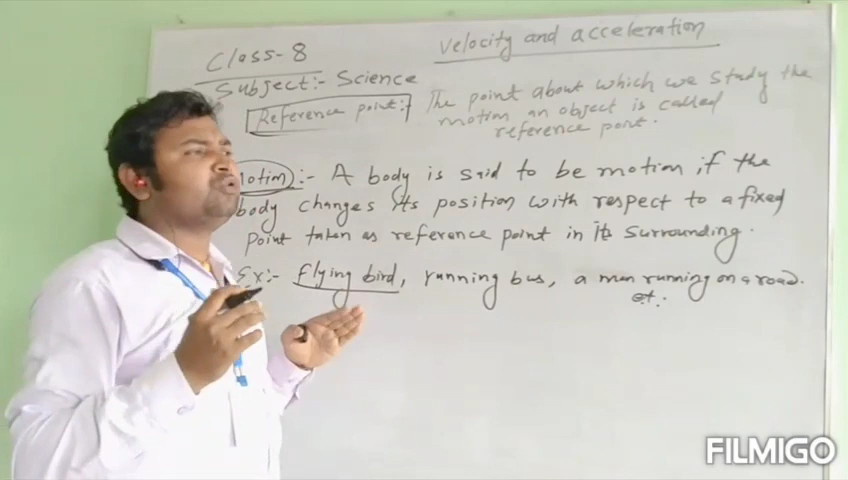 Class-8
velocity and acceleration
Subject:- Science
Reference point:- The point about which we study the
motion an object is called
reference point.
motion:- A body is said to be motion, if the
body changes its position with respect to a fixed
point taken as reference point in its surrounding.
Ex:- Flying bird, running bus, a man running on a road.
et.
FILMIGO